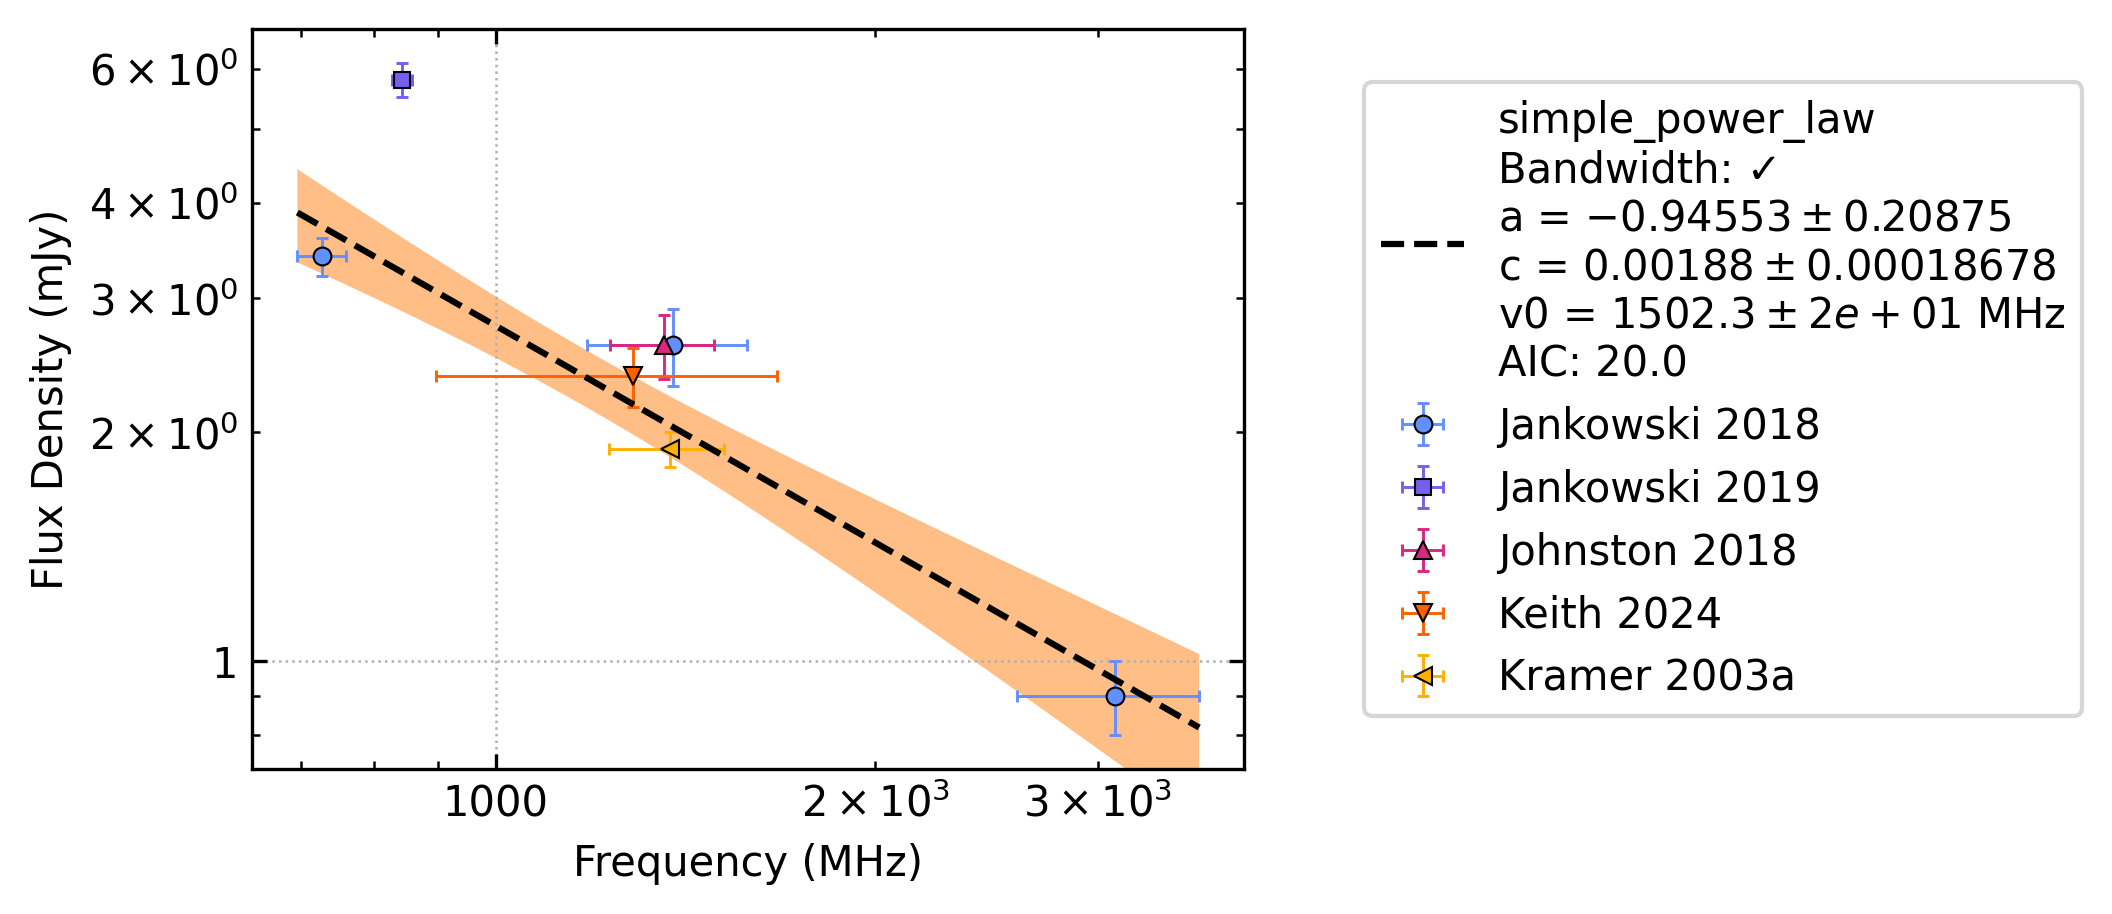 6 × 10⁰
4 × 10⁰
3 × 10⁰
2 × 10⁰
1
Flux Density (mJy)
1000
2 × 10³
3 × 10³
Frequency (MHz)
simple_power_law
Bandwidth: ✓
a = −0.94553 ± 0.20875
c = 0.00188 ± 0.00018678
v0 = 1502.3 ± 2e + 01 MHz
AIC: 20.0
Jankowski 2018
Jankowski 2019
Johnston 2018
Keith 2024
Kramer 2003a